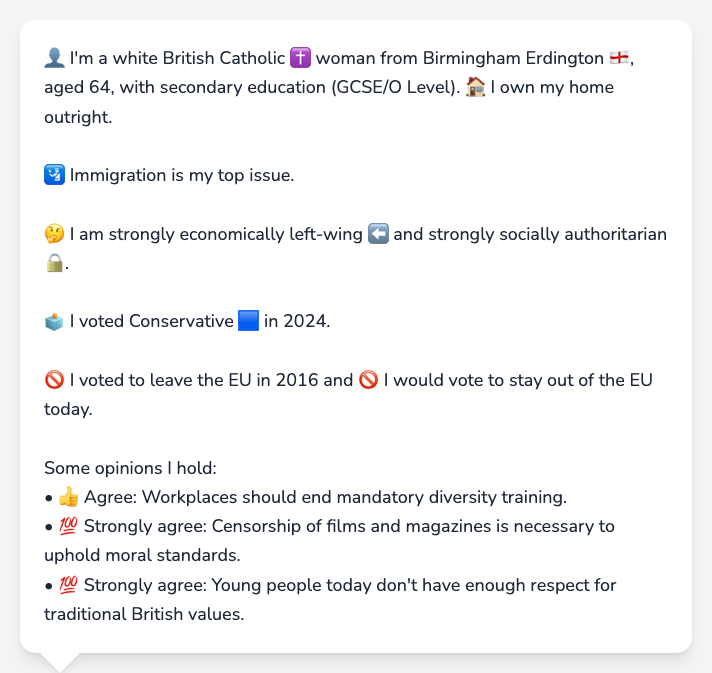 👤 I'm a white British Catholic ✝️ woman from Birmingham Erdington 🏴󠁧󠁢󠁥󠁮󠁧󠁿,
aged 64, with secondary education (GCSE/O Level). 🏠 I own my home
outright.
🛂 Immigration is my top issue.
🤔 I am strongly economically left-wing ⬅️ and strongly socially authoritarian
🔒.
🗳️ I voted Conservative 🟦 in 2024.
🚫 I voted to leave the EU in 2016 and 🚫 I would vote to stay out of the EU
today.
Some opinions I hold:
• 👍 Agree: Workplaces should end mandatory diversity training.
• 💯 Strongly agree: Censorship of films and magazines is necessary to
uphold moral standards.
• 💯 Strongly agree: Young people today don't have enough respect for
traditional British values.